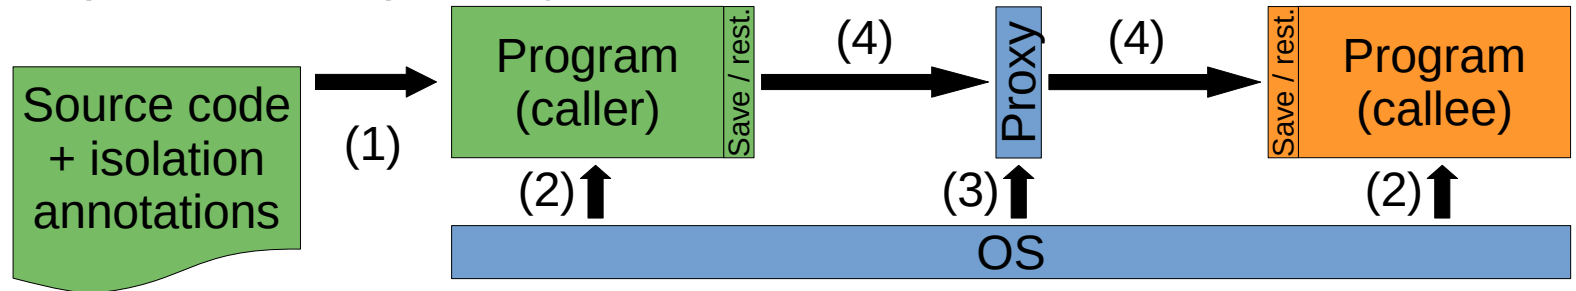 Source code
+ isolation
annotations
(1)
Program
(caller)
Save / rest.
(4)
Proxy
(4)
Save / rest.
Program
(callee)
(2)
(3)
(2)
OS